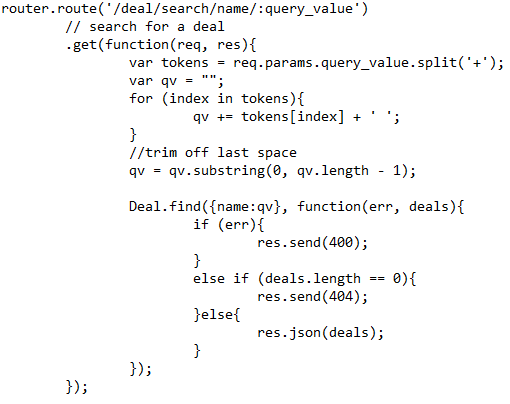 router.route('/deal/search/name/:query_value')
        // search for a deal
        .get(function(req, res){
                var tokens = req.params.query_value.split('+');
                var qv = "";
                for (index in tokens){
                        qv += tokens[index] + ' ';
                }
                //trim off last space
                qv = qv.substring(0, qv.length - 1);

                Deal.find({name:qv}, function(err, deals){
                        if (err){
                                res.send(400);
                        }
                        else if (deals.length == 0){
                                res.send(404);
                        }else{
                                res.json(deals);
                        }
                });
        });